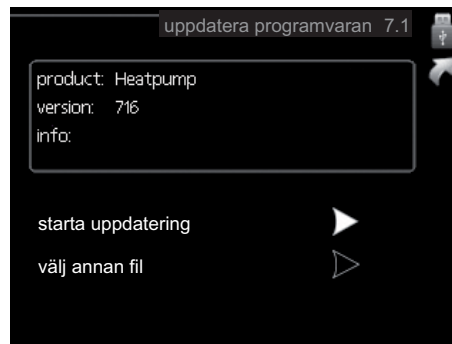 uppdatera programvaran 7.1
product: Heatpump
version: 716
info:
starta uppdatering
välj annan fil